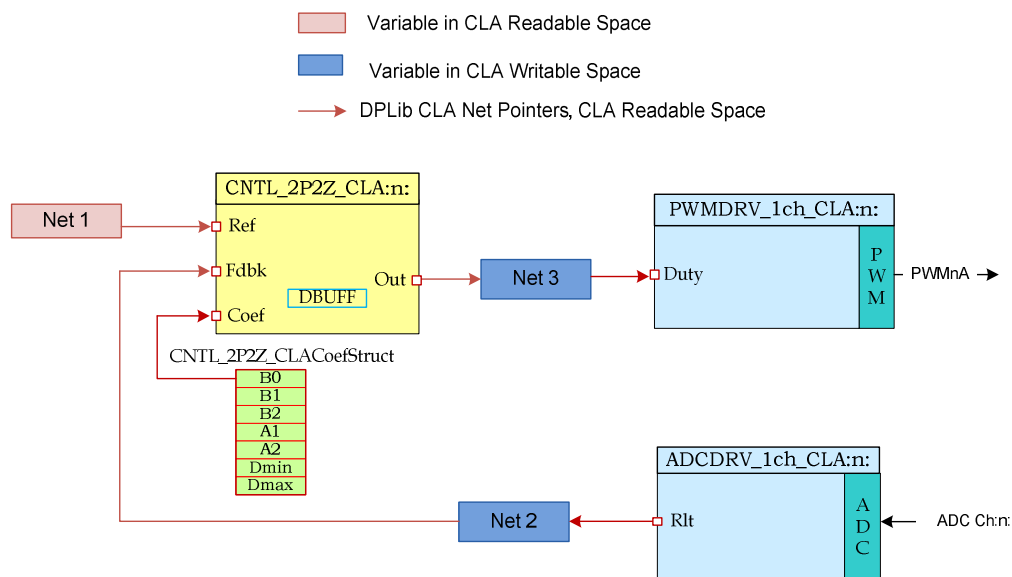 Variable in CLA Readable Space
Variable in CLA Writable Space
DPLib CLA Net Pointers, CLA Readable Space
CNTL_2P2Z_CLA:n:
Net 1
Ref
Fdbk
Out
DBUFF
Coef
Net 3
PWMDRV_1ch_CLA:n:
Duty
PWM
PWMnA
CNTL_2P2Z_CLACoefStruct
B0
B1
B2
A1
A2
Dmin
Dmax
Net 2
ADCDRV_1ch_CLA:n:
Rlt
ADC
ADC Ch:n: